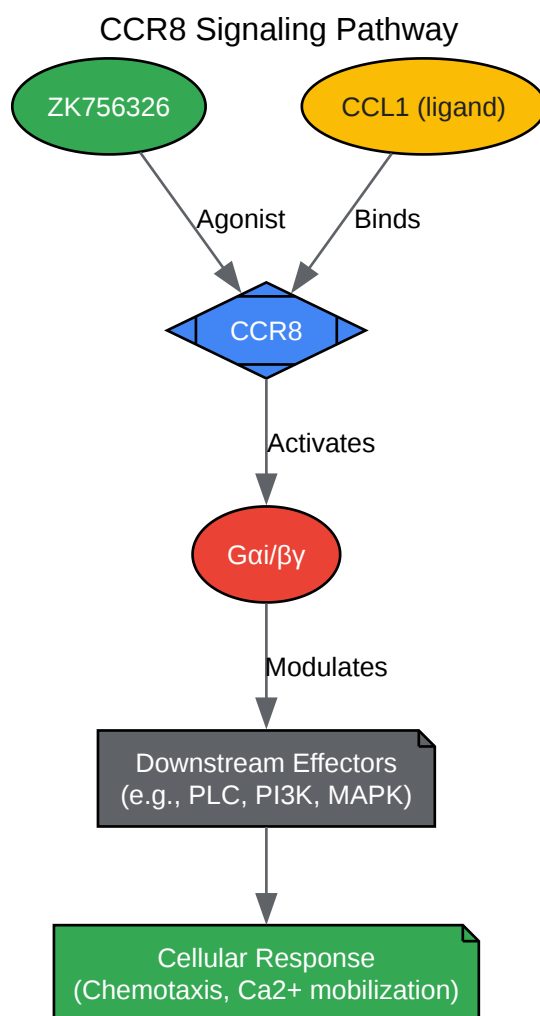 CCR8 Signaling Pathway
ZK756326
CCL1 (ligand)
Agonist
Binds
CCR8
Activates
Gαi/βγ
Modulates
Downstream Effectors
(e.g., PLC, PI3K, MAPK)
Cellular Response
(Chemotaxis, Ca2+ mobilization)